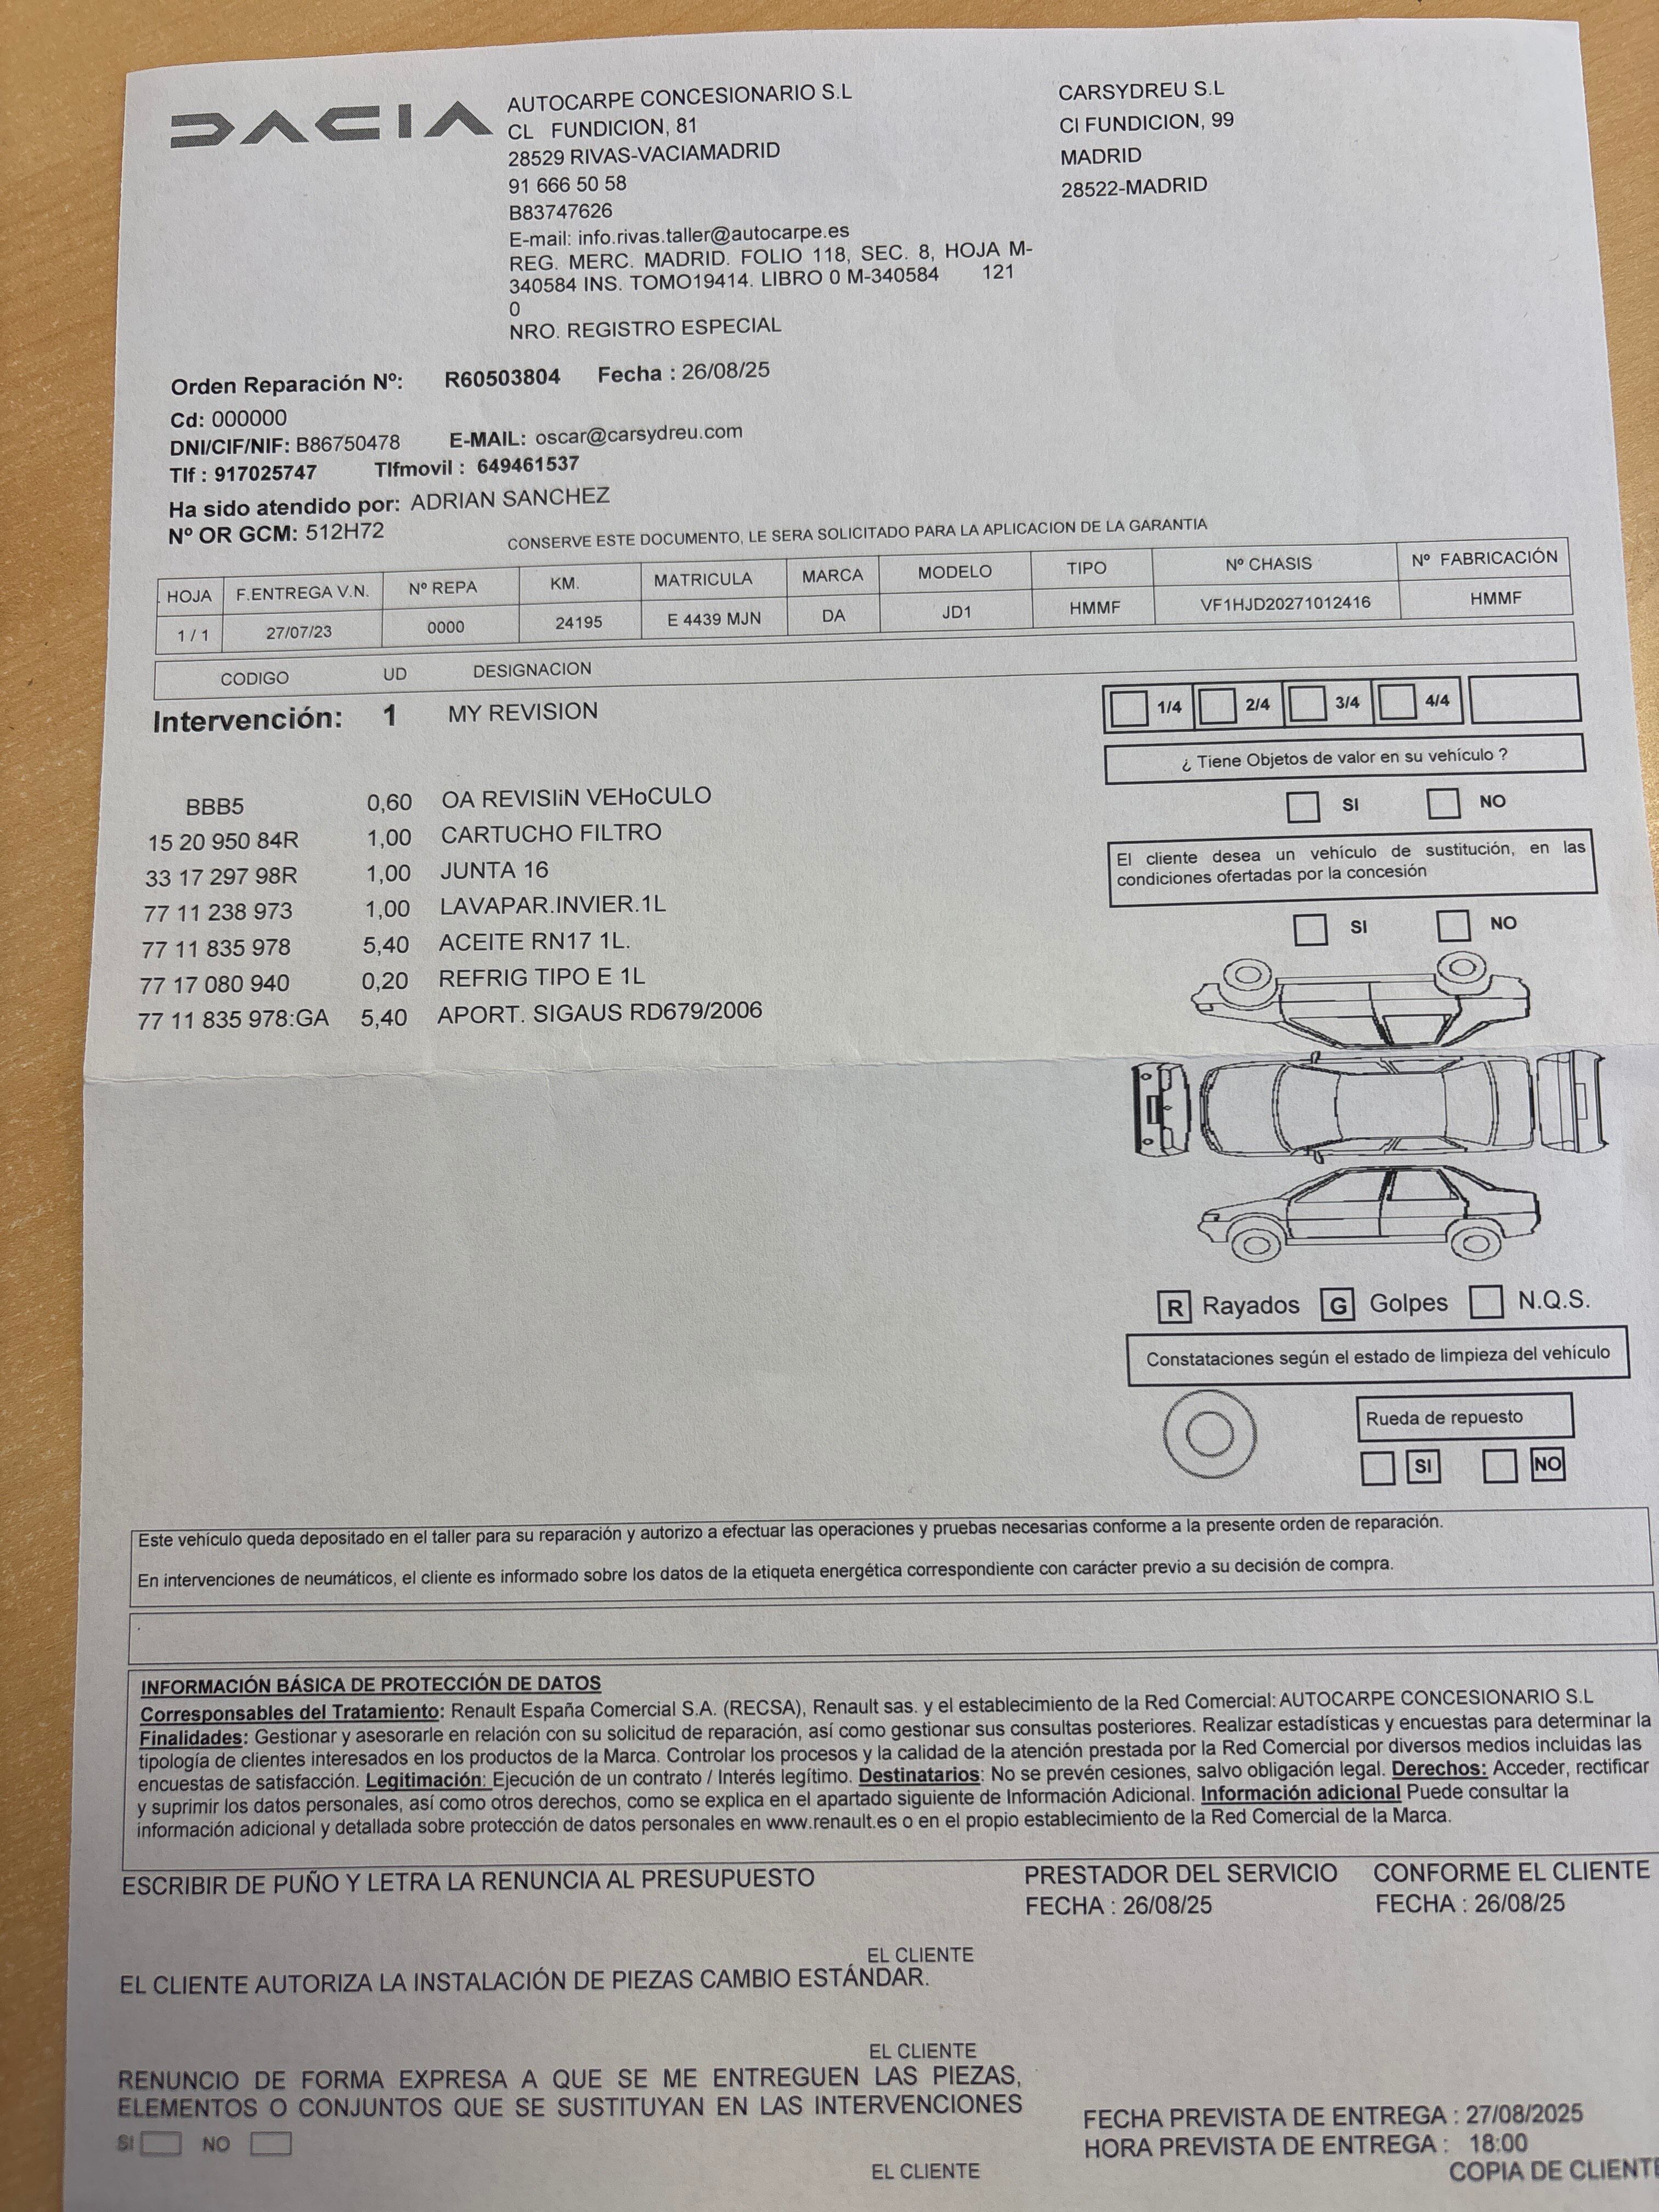 DACIA
AUTOCARPE CONCESIONARIO S.L
CL FUNDICION, 81
28529 RIVAS-VACIAMADRID
91 666 50 58
B83747626
E-mail: info.rivas.taller@autocarpe.es
REG. MERC. MADRID. FOLIO 118, SEC. 8, HOJA M-
340584 INS. TOMO19414. LIBRO 0 M-340584 121
0
NRO. REGISTRO ESPECIAL
CARSYDREU S.L
Cl FUNDICION, 99
MADRID
28522-MADRID
Orden Reparación Nº: R60503804 Fecha : 26/08/25
Cd: 000000
DNI/CIF/NIF: B86750478 E-MAIL: oscar@carsydreu.com
Tlf : 917025747 Tlfmovil : 649461537
Ha sido atendido por: ADRIAN SANCHEZ
Nº OR GCM: 512H72
CONSERVE ESTE DOCUMENTO, LE SERA SOLICITADO PARA LA APLICACION DE LA GARANTIA
HOJA F.ENTREGA V.N. Nº REPA KM. MATRICULA MARCA MODELO TIPO Nº CHASIS Nº FABRICACIÓN
1 / 1 27/07/23 0000 24195 E 4439 MJN DA JD1 HMMF VF1HJD20271012416 HMMF
CODIGO UD DESIGNACION
Intervención: 1 MY REVISION
BBB5 0,60 OA REVISIiN VEHoCULO
15 20 950 84R 1,00 CARTUCHO FILTRO
33 17 297 98R 1,00 JUNTA 16
77 11 238 973 1,00 LAVAPAR.INVIER.1L
77 11 835 978 5,40 ACEITE RN17 1L.
77 17 080 940 0,20 REFRIG TIPO E 1L
77 11 835 978:GA 5,40 APORT. SIGAUS RD679/2006
1/4 2/4 3/4 4/4
¿ Tiene Objetos de valor en su vehículo ?
SI NO
El cliente desea un vehículo de sustitución, en las
condiciones ofertadas por la concesión
SI NO
R Rayados G Golpes N.Q.S.
Constataciones según el estado de limpieza del vehículo
Rueda de repuesto
SI NO
Este vehículo queda depositado en el taller para su reparación y autorizo a efectuar las operaciones y pruebas necesarias conforme a la presente orden de reparación.
En intervenciones de neumáticos, el cliente es informado sobre los datos de la etiqueta energética correspondiente con carácter previo a su decisión de compra.
INFORMACIÓN BÁSICA DE PROTECCIÓN DE DATOS
Corresponsables del Tratamiento: Renault España Comercial S.A. (RECSA), Renault sas. y el establecimiento de la Red Comercial: AUTOCARPE CONCESIONARIO S.L
Finalidades: Gestionar y asesorarle en relación con su solicitud de reparación, así como gestionar sus consultas posteriores. Realizar estadísticas y encuestas para determinar la
tipología de clientes interesados en los productos de la Marca. Controlar los procesos y la calidad de la atención prestada por la Red Comercial por diversos medios incluidas las
encuestas de satisfacción. Legitimación: Ejecución de un contrato / Interés legítimo. Destinatarios: No se prevén cesiones, salvo obligación legal. Derechos: Acceder, rectificar
y suprimir los datos personales, así como otros derechos, como se explica en el apartado siguiente de Información Adicional. Información adicional Puede consultar la
información adicional y detallada sobre protección de datos personales en www.renault.es o en el propio establecimiento de la Red Comercial de la Marca.
ESCRIBIR DE PUÑO Y LETRA LA RENUNCIA AL PRESUPUESTO
PRESTADOR DEL SERVICIO CONFORME EL CLIENTE
FECHA : 26/08/25 FECHA : 26/08/25
EL CLIENTE
EL CLIENTE AUTORIZA LA INSTALACIÓN DE PIEZAS CAMBIO ESTÁNDAR.
EL CLIENTE
RENUNCIO DE FORMA EXPRESA A QUE SE ME ENTREGUEN LAS PIEZAS,
ELEMENTOS O CONJUNTOS QUE SE SUSTITUYAN EN LAS INTERVENCIONES
SI NO
EL CLIENTE
FECHA PREVISTA DE ENTREGA : 27/08/2025
HORA PREVISTA DE ENTREGA : 18:00
COPIA DE CLIENTE